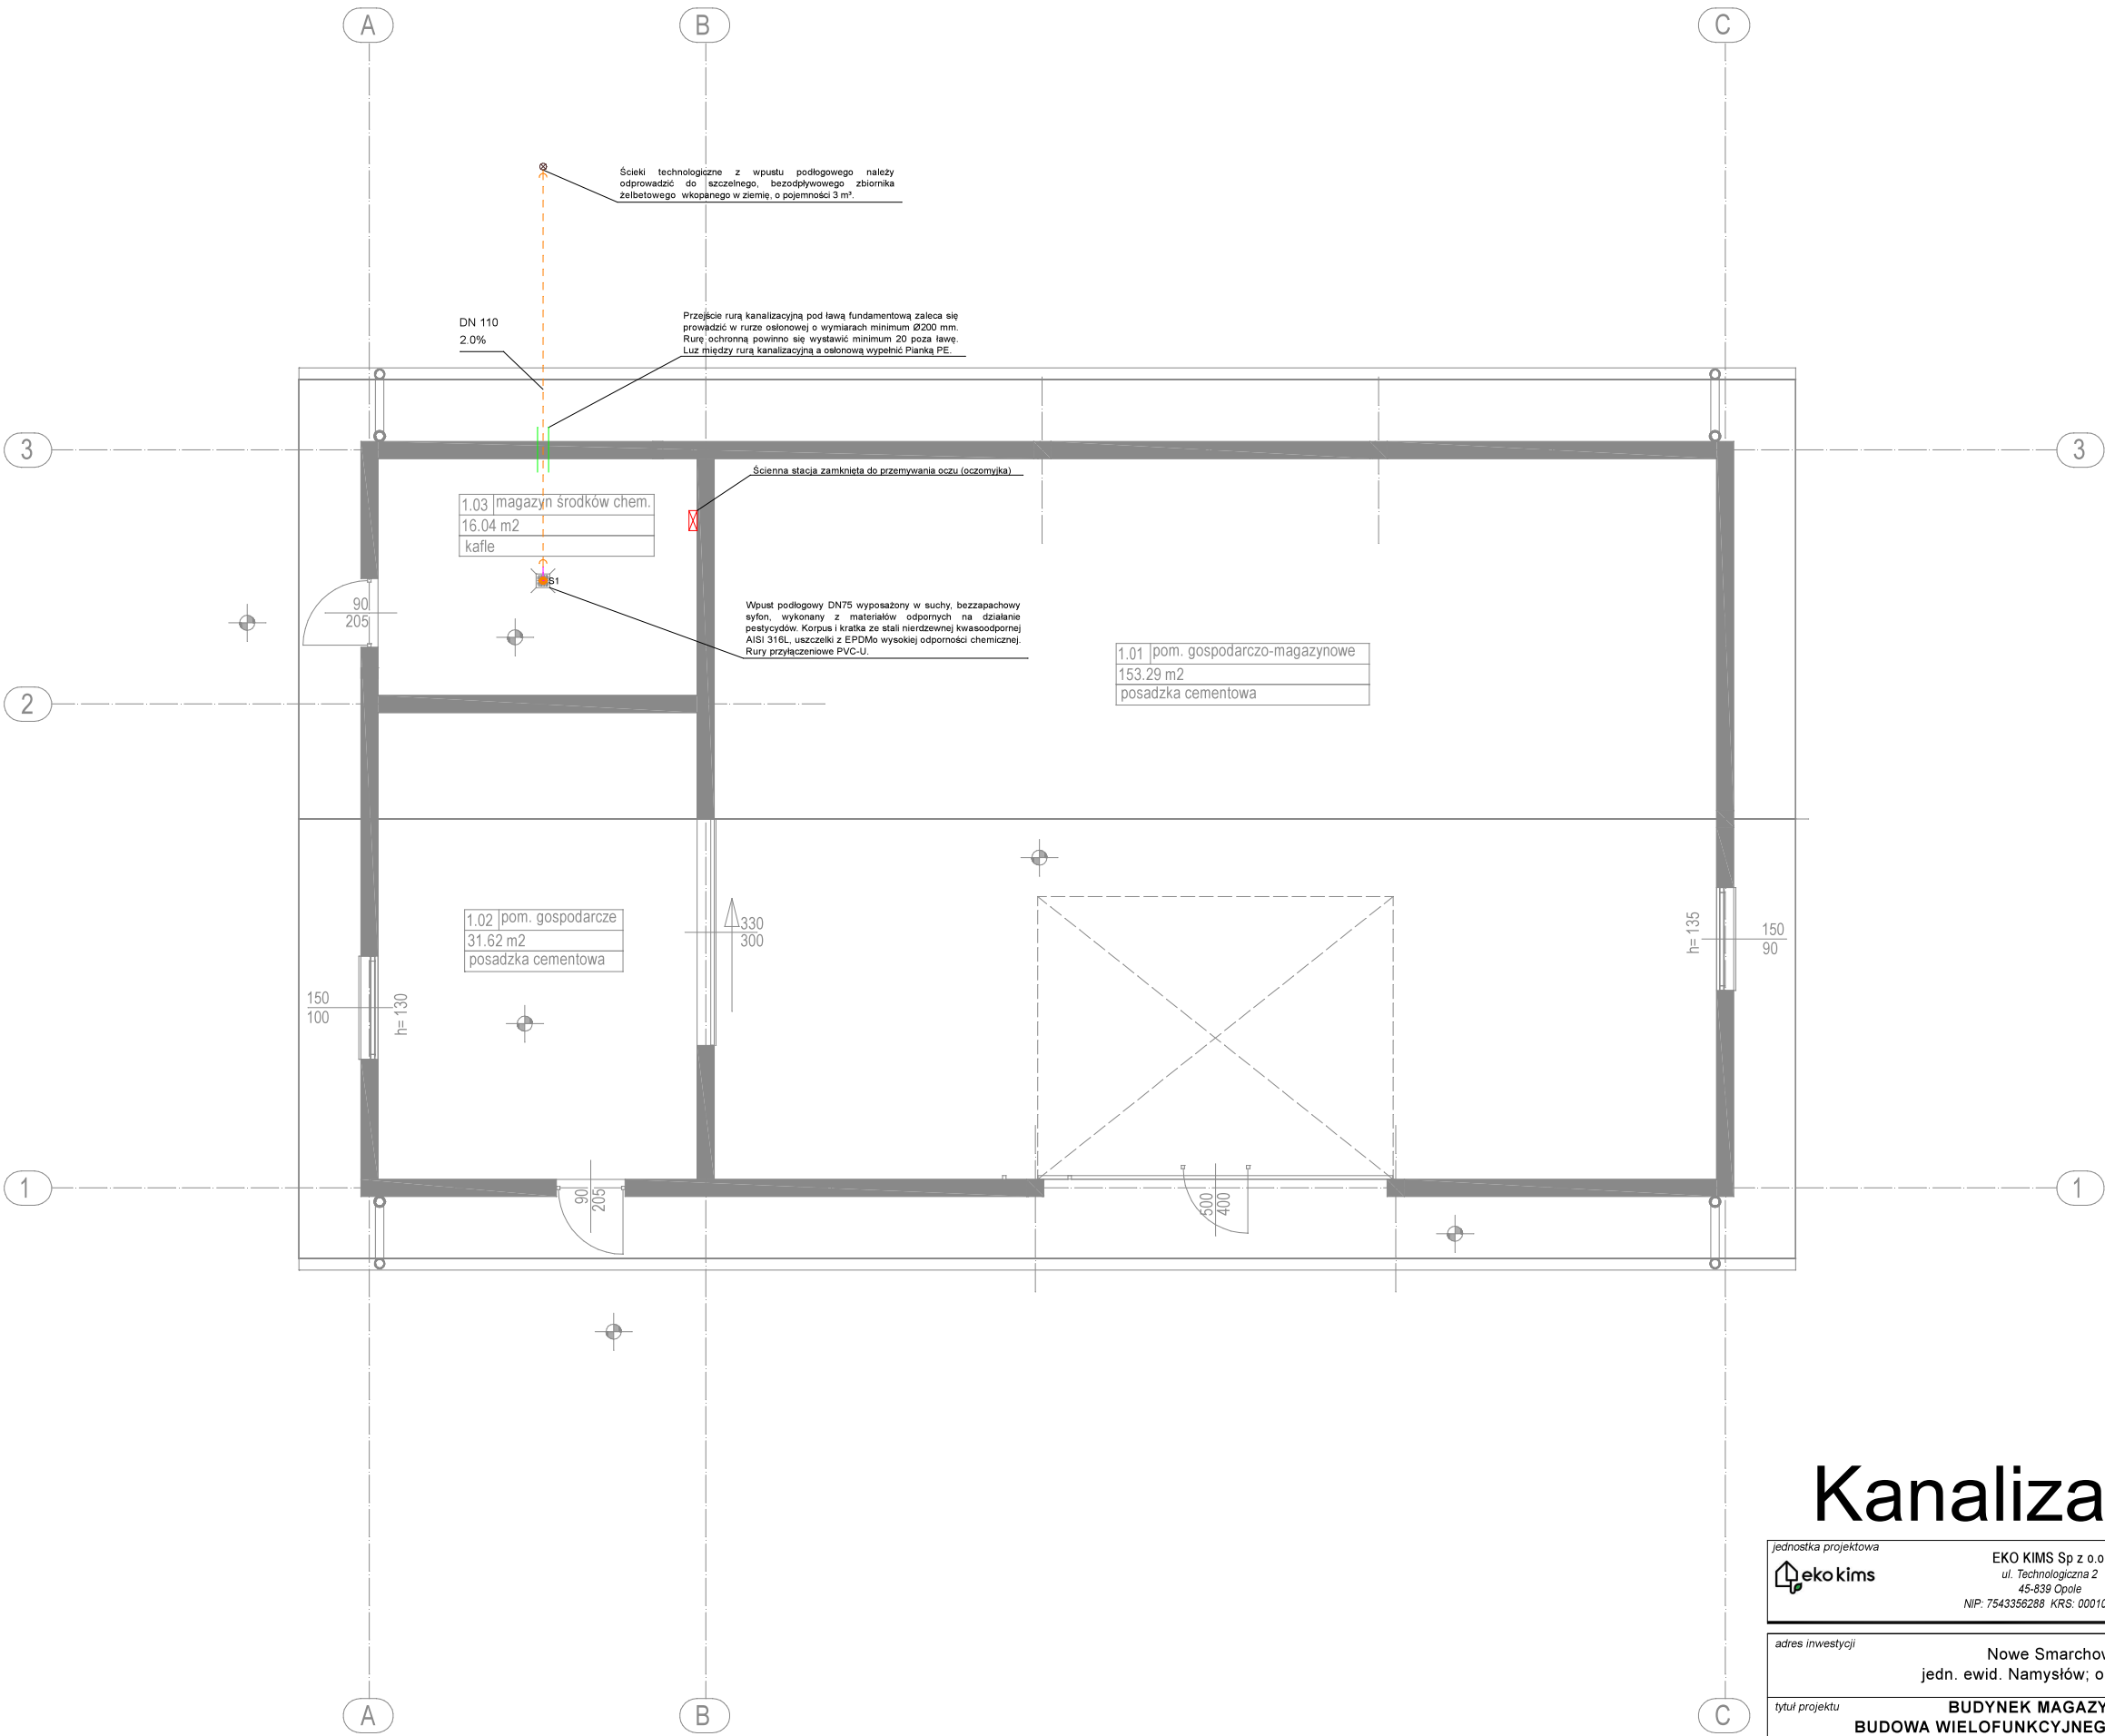 A
B
C
Ścieki technologiczne z wpustu podłogowego należy
odprowadzić do szczelnego, bezodpływowego zbiornika
żelbetowego wkopanego w ziemię, o pojemności 3 m³.
DN 110
2.0%
Przejście rurą kanalizacyjną pod ławą fundamentową zaleca się
prowadzić w rurze osłonowej o wymiarach minimum Ø200 mm.
Rurę ochronną powinno się wystawić minimum 20 poza ławę.
Luz między rurą kanalizacyjną a osłonową wypełnić Pianką PE.
3
3
Ścienna stacja zamknięta do przemywania oczu (oczomyjka)
1.03 magazyn środków chem.
16.04 m2
kafle
S1
90
205
Wpust podłogowy DN75 wyposażony w suchy, bezzapachowy
syfon, wykonany z materiałów odpornych na działanie
pestycydów. Korpus i kratka ze stali nierdzewnej kwasoodpornej
AISI 316L, uszczelki z EPDMo wysokiej odporności chemicznej.
Rury przyłączeniowe PVC-U.
1.01 pom. gospodarczo-magazynowe
153.29 m2
posadzka cementowa
2
1.02 pom. gospodarcze
31.62 m2
posadzka cementowa
330
300
h= 135
150
90
150
100
h= 130
1
1
90
205
500
400
Kanaliza
jednostka projektowa
eko kims
EKO KIMS Sp z o.o
ul. Technologiczna 2
45-839 Opole
NIP: 7543356288 KRS: 00010
adres inwestycji
Nowe Smarchow
jedn. ewid. Namysłów; o
tytuł projektu
BUDYNEK MAGAZY
BUDOWA WIELOFUNKCYJNEG
A
B
C